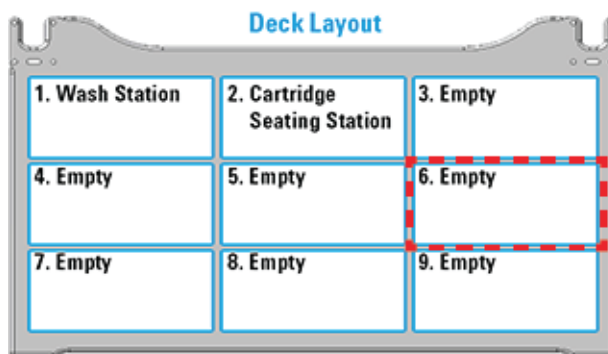 Deck Layout
1. Wash Station
2. Cartridge
Seating Station
3. Empty
4. Empty
5. Empty
6. Empty
7. Empty
8. Empty
9. Empty